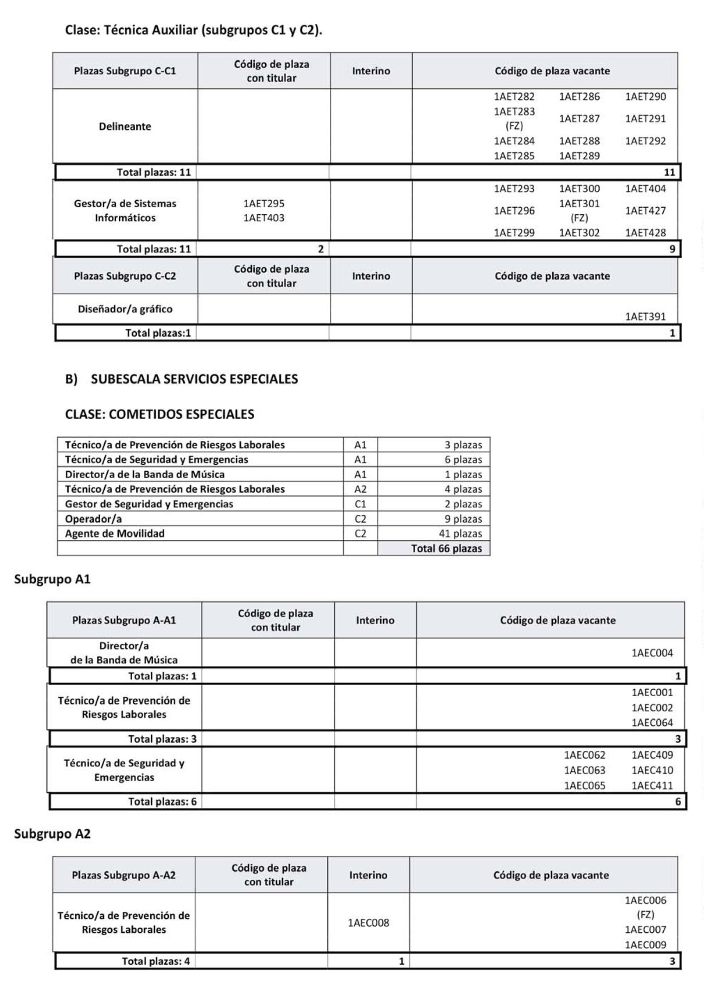 Clase: Técnica Auxiliar (subgrupos C1 y C2).
Plazas Subgrupo C-C1
Código de plaza
con titular
Interino
Código de plaza vacante
Delineante
1AET282 1AET286 1AET290
1AET283
(FZ)
1AET287 1AET291
1AET284 1AET288 1AET292
1AET285 1AET289
Total plazas: 11 11
Gestor/a de Sistemas
Informáticos
1AET295
1AET403
1AET293 1AET300 1AET404
1AET296
1AET301
(FZ)
1AET427
1AET299 1AET302 1AET428
Total plazas: 11 2 9
Plazas Subgrupo C-C2
Código de plaza
con titular
Interino
Código de plaza vacante
Diseñador/a gráfico
1AET391
Total plazas:1 1
B) SUBESCALA SERVICIOS ESPECIALES
CLASE: COMETIDOS ESPECIALES
Técnico/a de Prevención de Riesgos Laborales A1 3 plazas
Técnico/a de Seguridad y Emergencias A1 6 plazas
Director/a de la Banda de Música A1 1 plazas
Técnico/a de Prevención de Riesgos Laborales A2 4 plazas
Gestor de Seguridad y Emergencias C1 2 plazas
Operador/a C2 9 plazas
Agente de Movilidad C2 41 plazas
Total 66 plazas
Subgrupo A1
Plazas Subgrupo A-A1
Código de plaza
con titular
Interino
Código de plaza vacante
Director/a
de la Banda de Música
1AEC004
Total plazas: 1 1
Técnico/a de Prevención de
Riesgos Laborales
1AEC001
1AEC002
1AEC064
Total plazas: 3 3
Técnico/a de Seguridad y
Emergencias
1AEC062 1AEC409
1AEC063 1AEC410
1AEC065 1AEC411
Total plazas: 6 6
Subgrupo A2
Plazas Subgrupo A-A2
Código de plaza
con titular
Interino
Código de plaza vacante
Técnico/a de Prevención de
Riesgos Laborales
1AEC008
1AEC006
(FZ)
1AEC007
1AEC009
Total plazas: 4 1 3